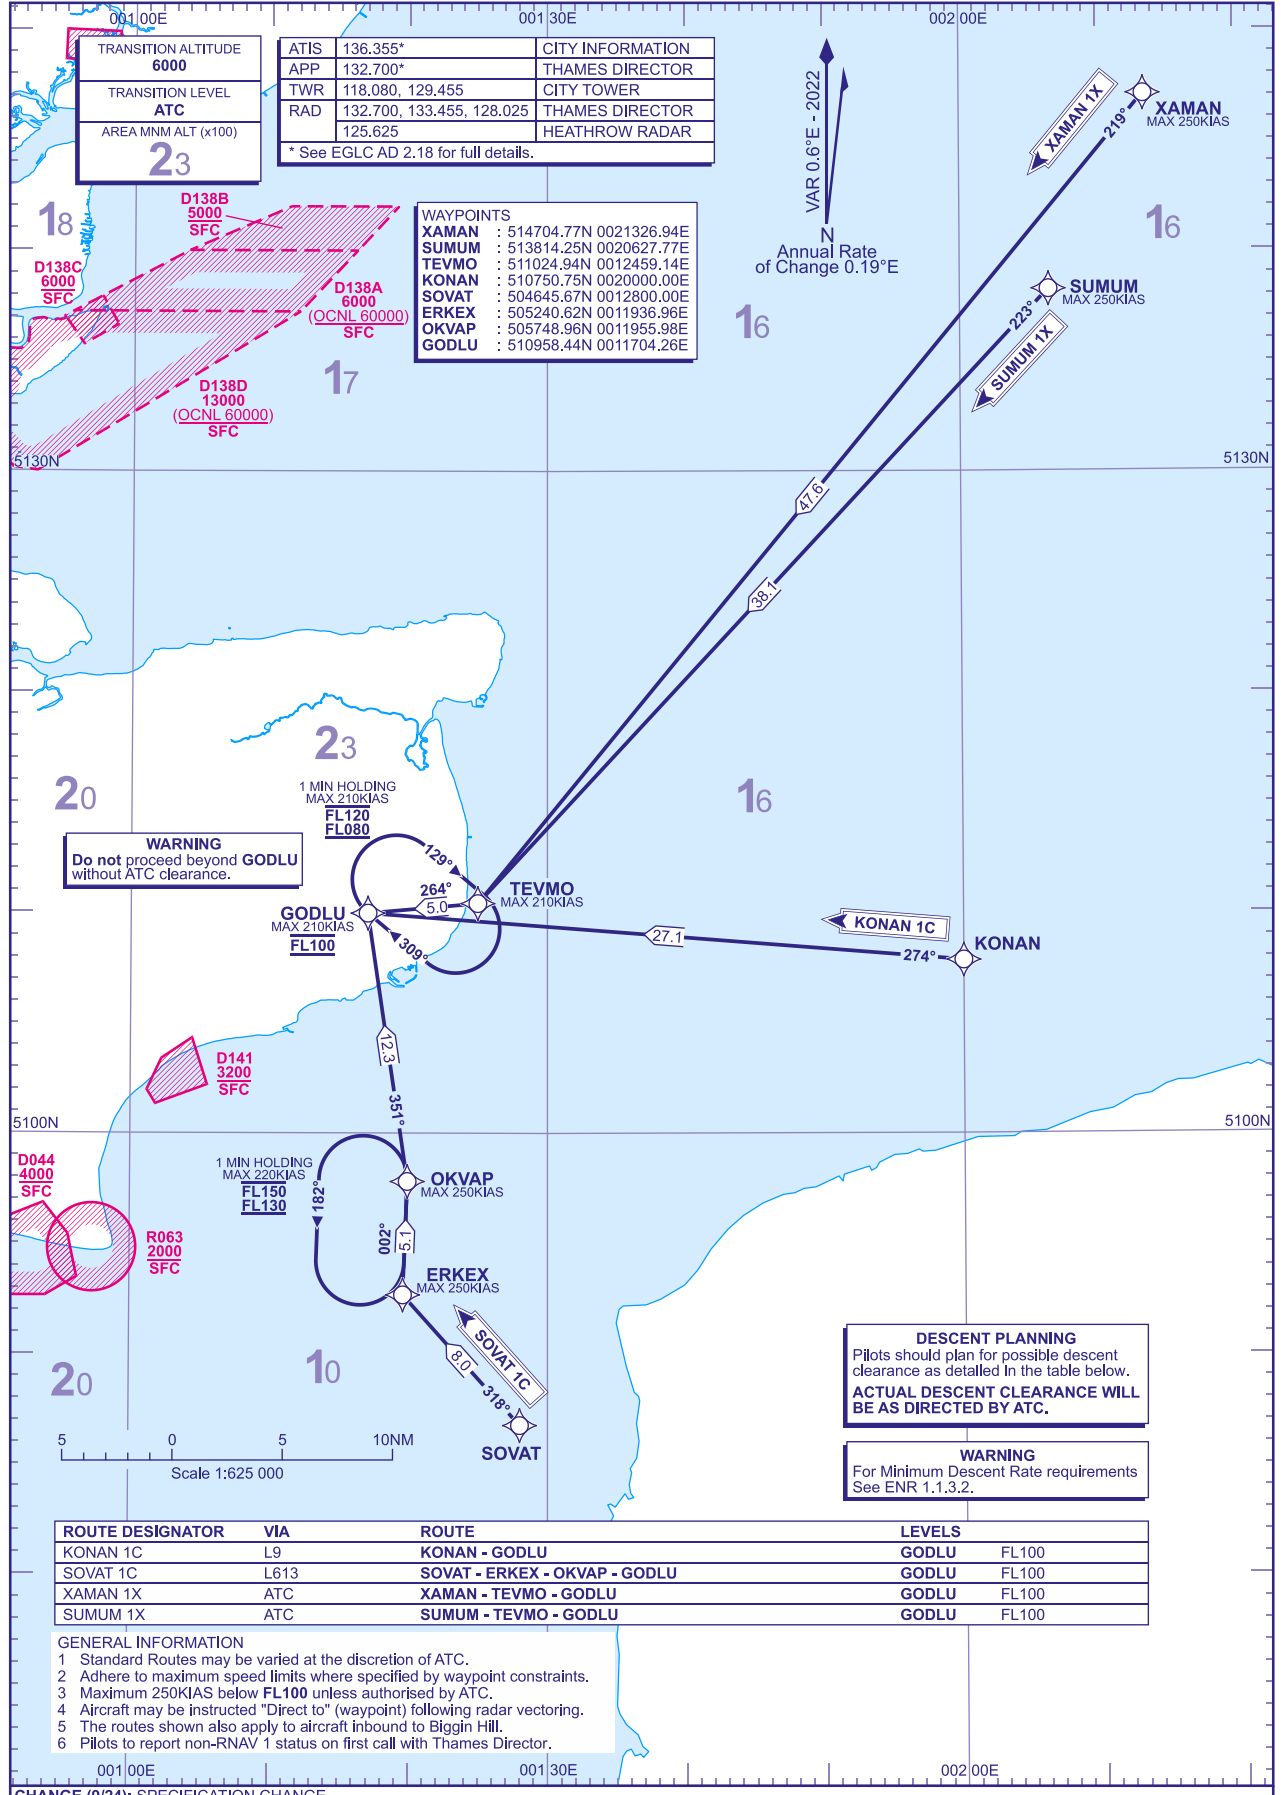 001 00E
001 30E
002 00E
TRANSITION ALTITUDE
6000
TRANSITION LEVEL
ATC
AREA MNM ALT (x100)
23
ATIS 136.355* CITY INFORMATION
APP 132.700* THAMES DIRECTOR
TWR 118.080, 129.455 CITY TOWER
RAD 132.700, 133.455, 128.025 THAMES DIRECTOR
125.625 HEATHROW RADAR
* See EGLC AD 2.18 for full details.
VAR 0.6°E - 2022
N
Annual Rate
of Change 0.19°E
XAMAN 1X
219°
XAMAN
MAX 250KIAS
16
18
D138B
5000
SFC
D138C
6000
SFC
D138A
6000
(OCNL 60000)
SFC
D138D
13000
(OCNL 60000)
SFC
17
WAYPOINTS
XAMAN : 514704.77N 0021326.94E
SUMUM : 513814.25N 0020627.77E
TEVMO : 511024.94N 0012459.14E
KONAN : 510750.75N 0020000.00E
SOVAT : 504645.67N 0012800.00E
ERKEX : 505240.62N 0011936.96E
OKVAP : 505748.96N 0011955.98E
GODLU : 510958.44N 0011704.26E
16
SUMUM
MAX 250KIAS
223°
SUMUM 1X
5130N
5130N
47.6
38.1
23
20
16
1 MIN HOLDING
MAX 210KIAS
FL120
FL080
WARNING
Do not proceed beyond GODLU
without ATC clearance.
129°
264°
5.0
TEVMO
MAX 210KIAS
GODLU
MAX 210KIAS
FL100
309°
27.1
KONAN 1C
274°
KONAN
12.3
351°
D141
3200
SFC
5100N
5100N
D044
4000
SFC
R063
2000
SFC
1 MIN HOLDING
MAX 220KIAS
FL150
FL130
182°
OKVAP
MAX 250KIAS
002°
5.1
ERKEX
MAX 250KIAS
SOVAT 1C
8.0
318°
SOVAT
20
10
5 0 5 10NM
Scale 1:625 000
DESCENT PLANNING
Pilots should plan for possible descent
clearance as detailed in the table below.
ACTUAL DESCENT CLEARANCE WILL
BE AS DIRECTED BY ATC.
WARNING
For Minimum Descent Rate requirements
See ENR 1.1.3.2.
ROUTE DESIGNATOR VIA ROUTE LEVELS
KONAN 1C L9 KONAN - GODLU GODLU FL100
SOVAT 1C L613 SOVAT - ERKEX - OKVAP - GODLU GODLU FL100
XAMAN 1X ATC XAMAN - TEVMO - GODLU GODLU FL100
SUMUM 1X ATC SUMUM - TEVMO - GODLU GODLU FL100
GENERAL INFORMATION
1 Standard Routes may be varied at the discretion of ATC.
2 Adhere to maximum speed limits where specified by waypoint constraints.
3 Maximum 250KIAS below FL100 unless authorised by ATC.
4 Aircraft may be instructed "Direct to" (waypoint) following radar vectoring.
5 The routes shown also apply to aircraft inbound to Biggin Hill.
6 Pilots to report non-RNAV 1 status on first call with Thames Director.
001 00E
001 30E
002 00E
CHANGE (9/24): SPECIFICATION CHANGE